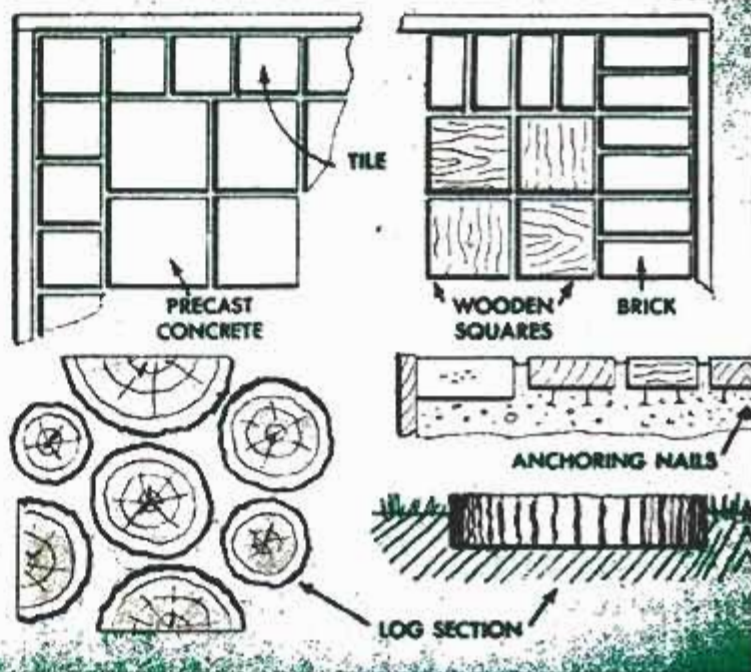 TILE
PRECAST
CONCRETE
WOODEN
SQUARES
BRICK
ANCHORING NAILS
LOG SECTION